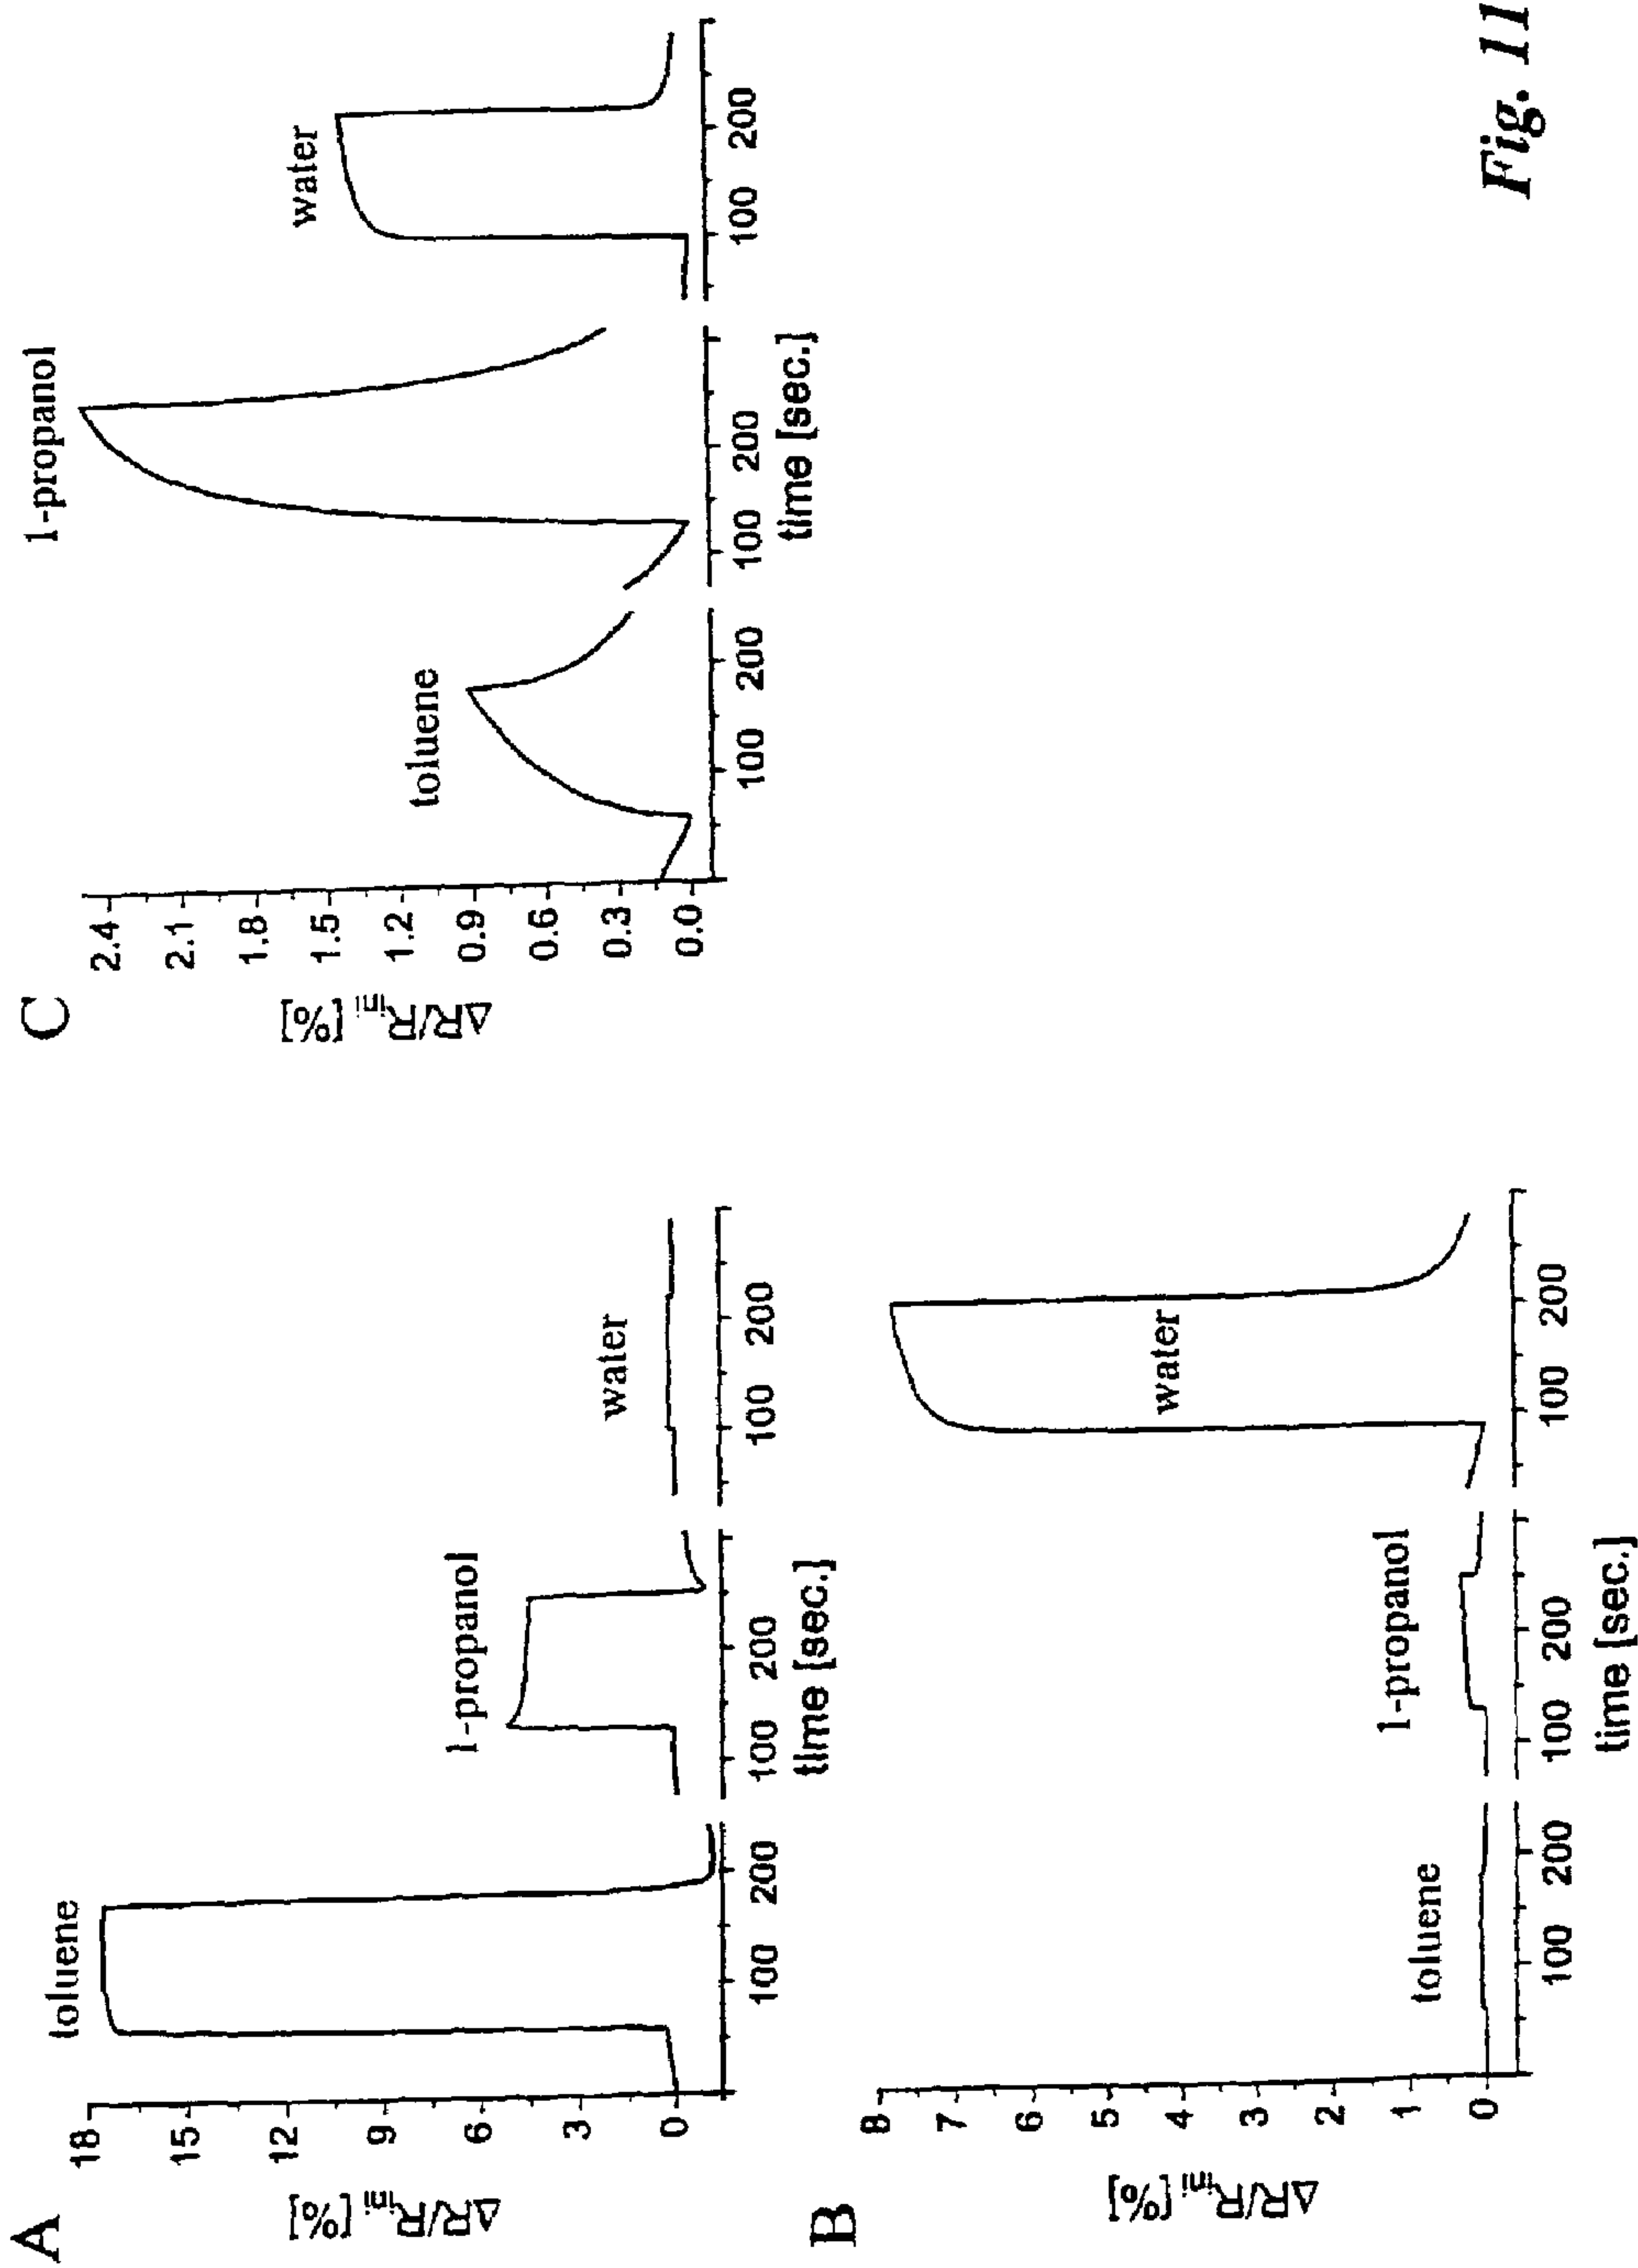 A
ΔR/Rini [%]
18
15
12
9
6
3
0
toluene
1-propanol
water
100 200 100 200 100 200
time [sec.]
B
ΔR/Rini [%]
8
7
6
5
4
3
2
1
0
toluene
1-propanol
water
100 200 100 200 100 200
time [sec.]
C
ΔR/Rini [%]
2.4
2.1
1.8
1.5
1.2
0.9
0.6
0.3
0.0
toluene
1-propanol
water
100 200 100 200 100 200
time [sec.]
Fig. 11